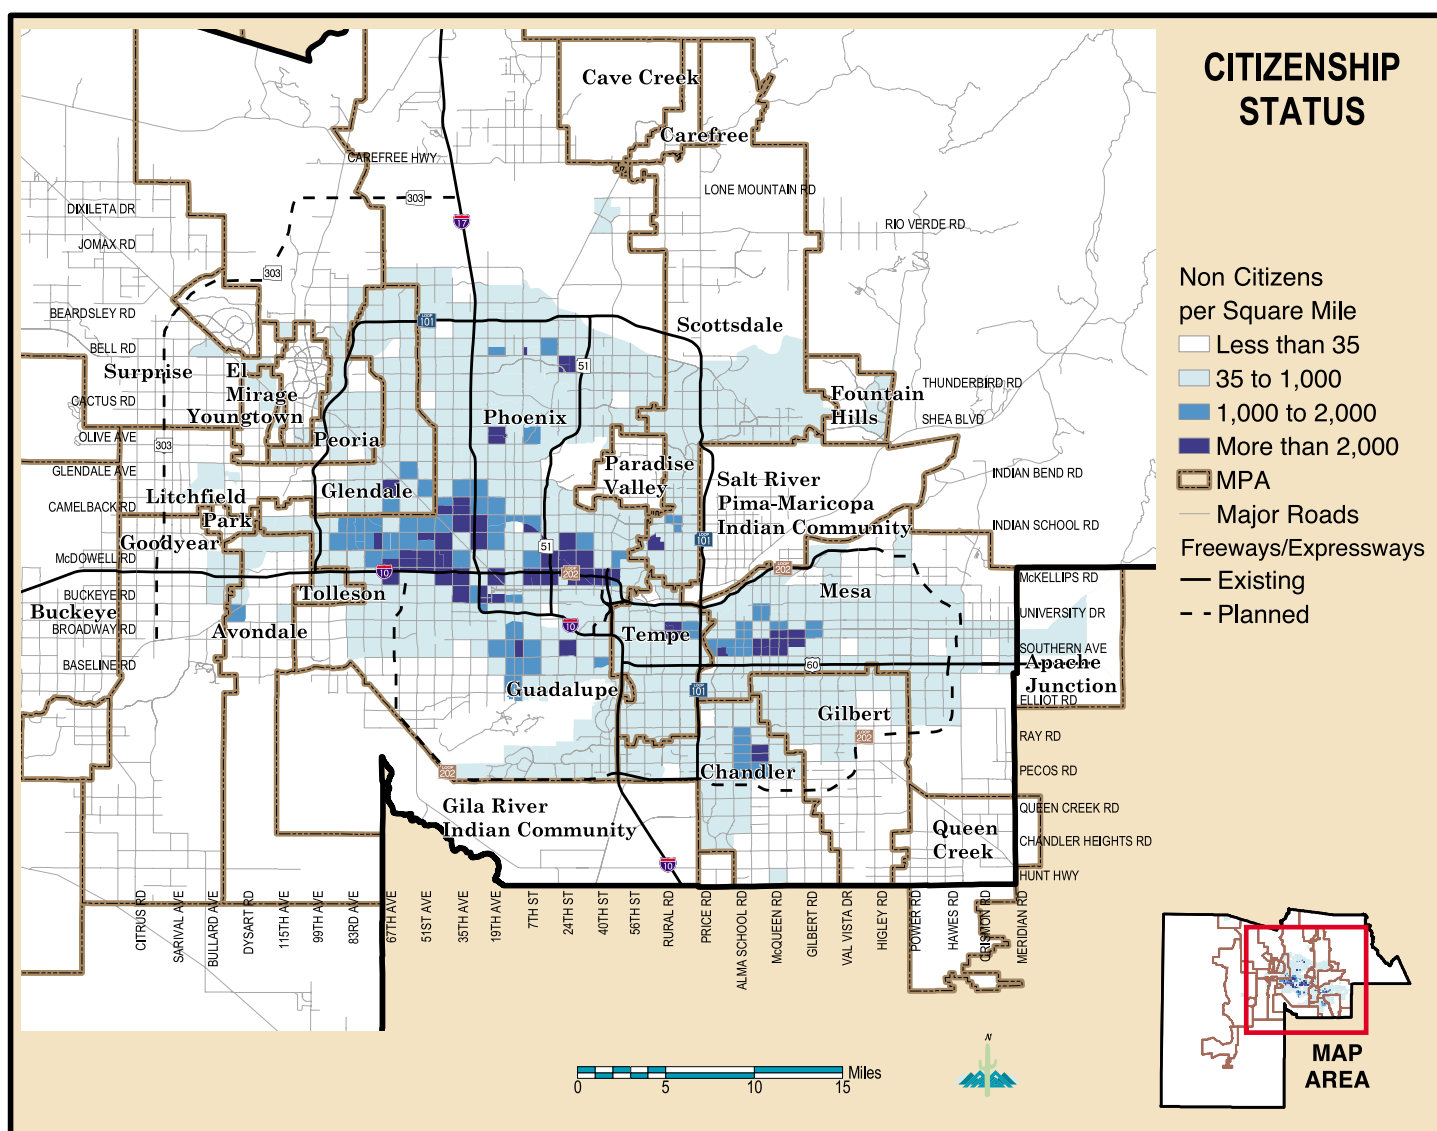 CITIZENSHIP
STATUS
Non Citizens
per Square Mile
Less than 35
35 to 1,000
1,000 to 2,000
More than 2,000
MPA
Major Roads
Freeways/Expressways
Existing
Planned
Cave Creek
Carefree
CAREFREE HWY
LONE MOUNTAIN RD
303
DIXILETA DR
17
RIO VERDE RD
JOMAX RD
303
BEARDSLEY RD
LOOP
101
Scottsdale
BELL RD
51
Surprise
El
Mirage
Youngtown
THUNDERBIRD RD
Fountain
Hills
CACTUS RD
Phoenix
SHEA BLVD
OLIVE AVE
303
Peoria
GLENDALE AVE
Paradise
Valley
INDIAN BEND RD
Salt River
Pima-Maricopa
Indian Community
Litchfield
Park
Glendale
CAMELBACK RD
INDIAN SCHOOL RD
Goodyear
51
LOOP
101
McDOWELL RD
10
LOOP
202
LOOP
202
McKELLIPS RD
BUCKEYE RD
Tolleson
Mesa
Buckeye
UNIVERSITY DR
BROADWAY RD
Avondale
10
Tempe
SOUTHERN AVE
BASELINE RD
60
Apache
Junction
Guadalupe
LOOP
101
ELLIOT RD
Gilbert
LOOP
202
RAY RD
LOOP
202
Chandler
PECOS RD
Gila River
Indian Community
QUEEN CREEK RD
Queen
Creek
CHANDLER HEIGHTS RD
10
HUNT HWY
CITRUS RD
SARIVAL AVE
BULLARD AVE
DYSART RD
115TH AVE
99TH AVE
83RD AVE
67TH AVE
51ST AVE
35TH AVE
19TH AVE
7TH ST
24TH ST
40TH ST
56TH ST
RURAL RD
PRICE RD
ALMA SCHOOL RD
McQUEEN RD
GILBERT RD
VAL VISTA DR
HIGLEY RD
POWER RD
HAWES RD
CRISMON RD
MERIDIAN RD
N
Miles
0 5 10 15
MAP
AREA